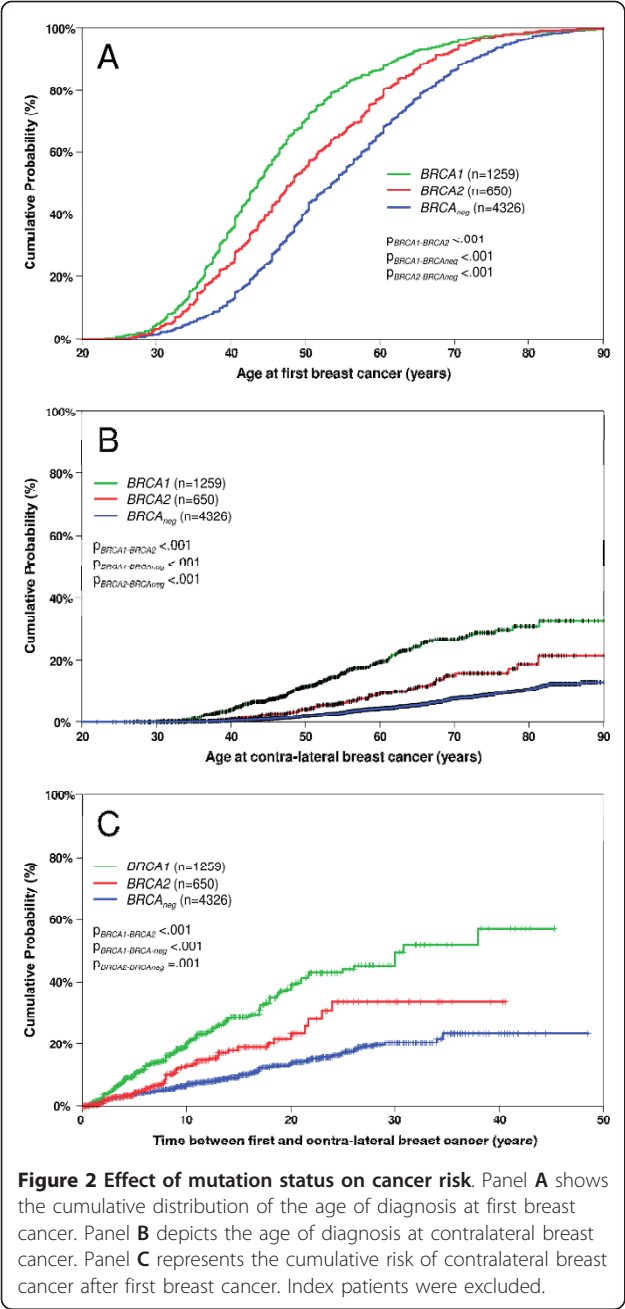 100%
80%
60%
40%
20%
0%
Cumulative Probability (%)
A
BRCA1 (n=1259)
BRCA2 (n=650)
BRCAneg (n=4326)
pBRCA1-BRCA2 <.001
pBRCA1-BRCAneg <.001
pBRCA2-BRCAneg <.001
20 30 40 50 60 70 80 90
Age at first breast cancer (years)
100%
80%
60%
40%
20%
0%
Cumulative Probability (%)
B
BRCA1 (n=1259)
BRCA2 (n=650)
BRCAneg (n=4326)
pBRCA1-BRCA2 <.001
pBRCA1-BRCAneg <.001
pBRCA2-BRCAneg <.001
20 30 40 50 60 70 80 90
Age at contra-lateral breast cancer (years)
100%
80%
60%
40%
20%
0%
Cumulative Probability (%)
C
BRCA1 (n=1259)
BRCA2 (n=650)
BRCAneg (n=4326)
pBRCA1-BRCA2 <.001
pBRCA1-BRCA-neg <.001
pBRCA2-BRCAneg =.001
0 10 20 30 40 50
Time between first and contra-lateral breast cancer (years)
Figure 2 Effect of mutation status on cancer risk. Panel A shows
the cumulative distribution of the age of diagnosis at first breast
cancer. Panel B depicts the age of diagnosis at contralateral breast
cancer. Panel C represents the cumulative risk of contralateral breast
cancer after first breast cancer. Index patients were excluded.